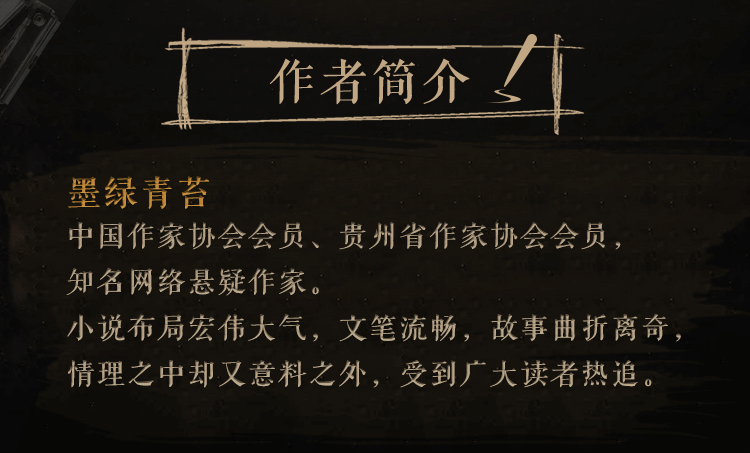 作者简介
墨绿青苔
中国作家协会会员、贵州省作家协会会员，
知名网络悬疑作家。
小说布局宏伟大气，文笔流畅，故事曲折离奇，
情理之中却又意料之外，受到广大读者热追。